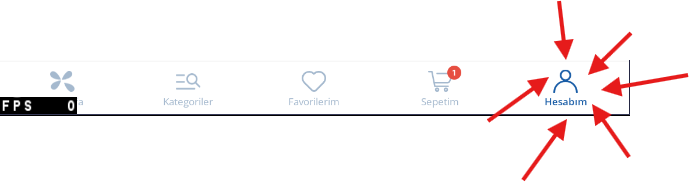 1
Kategoriler
Favorilerim
Sepetim
Hesabım
FPS 0